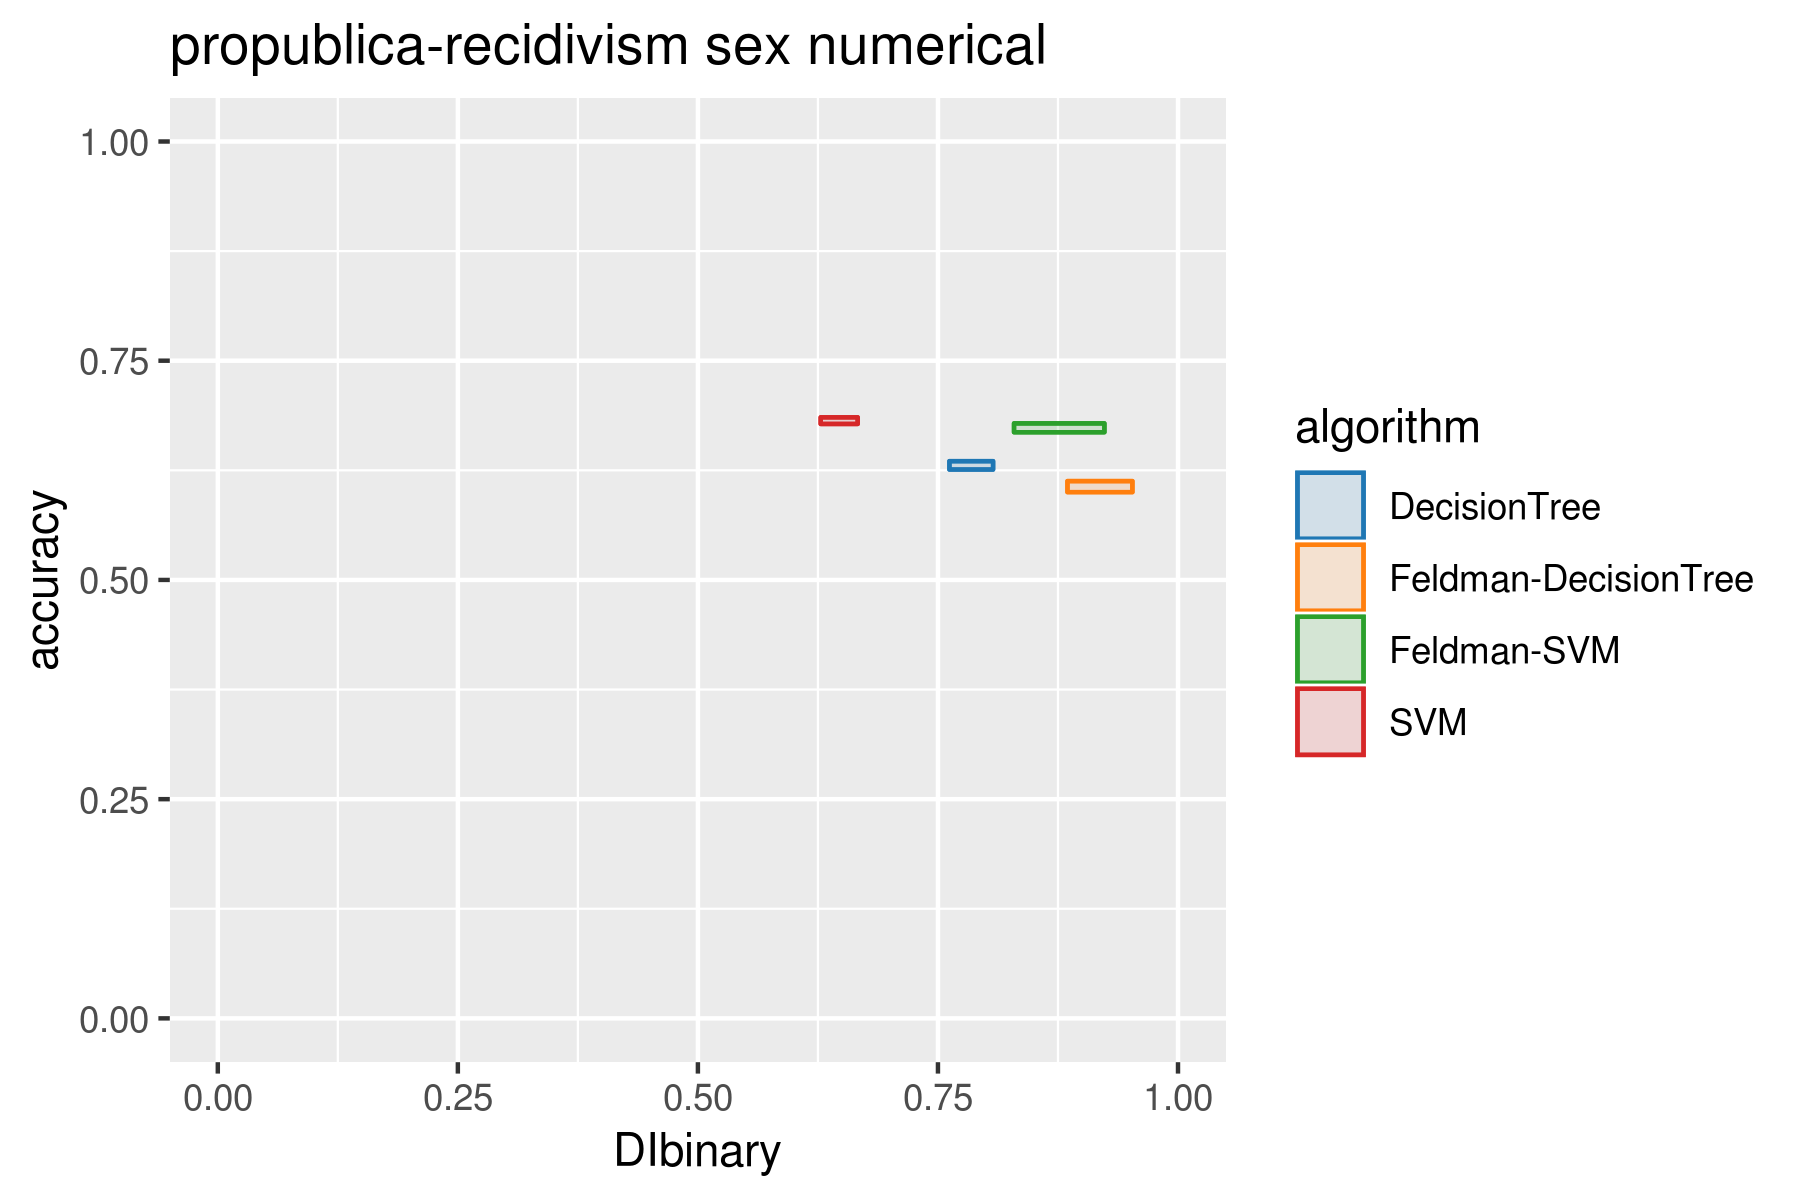 propublica-recidivism sex numerical
1.00
0.75
0.50
0.25
0.00
accuracy
0.00 0.25 0.50 0.75 1.00
DIbinary
algorithm
DecisionTree
Feldman-DecisionTree
Feldman-SVM
SVM